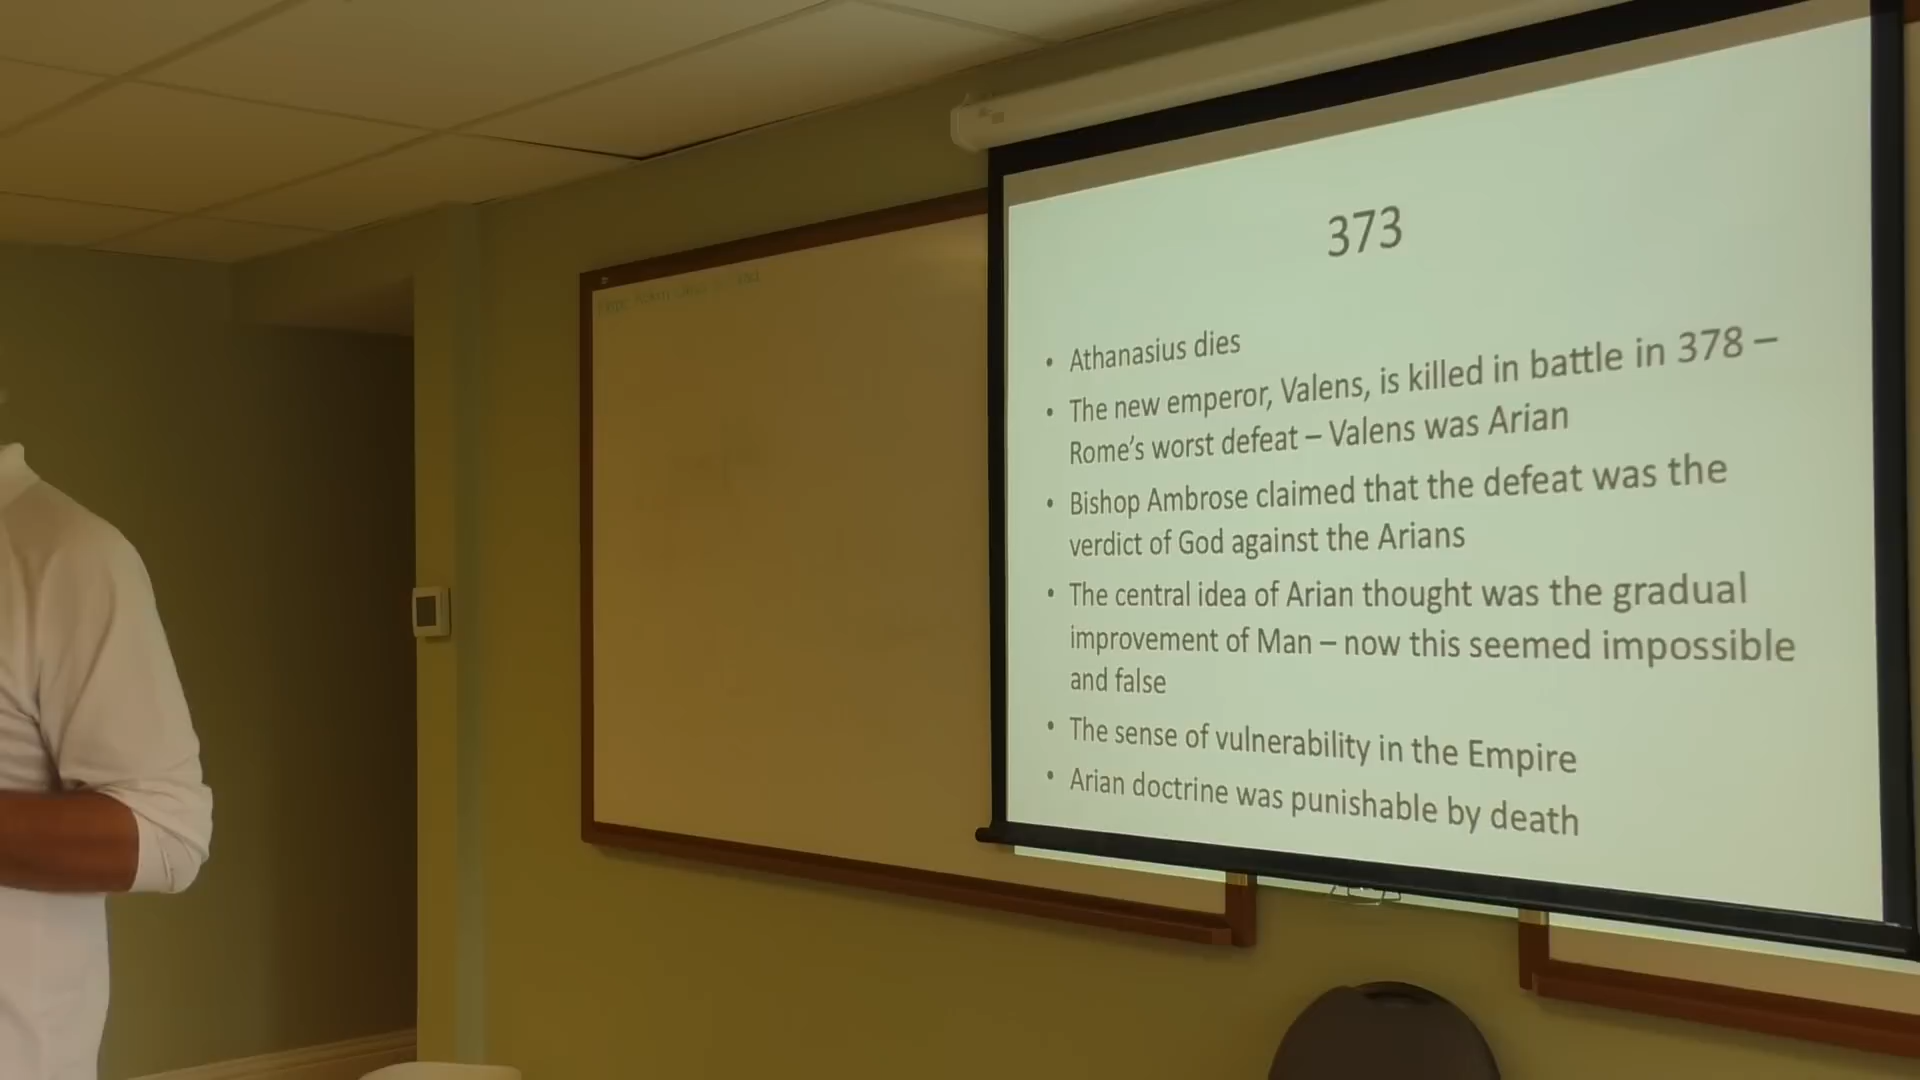 373
• Athanasius dies
• The new emperor, Valens, is killed in battle in 378 –
Rome's worst defeat – Valens was Arian
• Bishop Ambrose claimed that the defeat was the
verdict of God against the Arians
• The central idea of Arian thought was the gradual
improvement of Man – now this seemed impossible
and false
• The sense of vulnerability in the Empire
• Arian doctrine was punishable by death